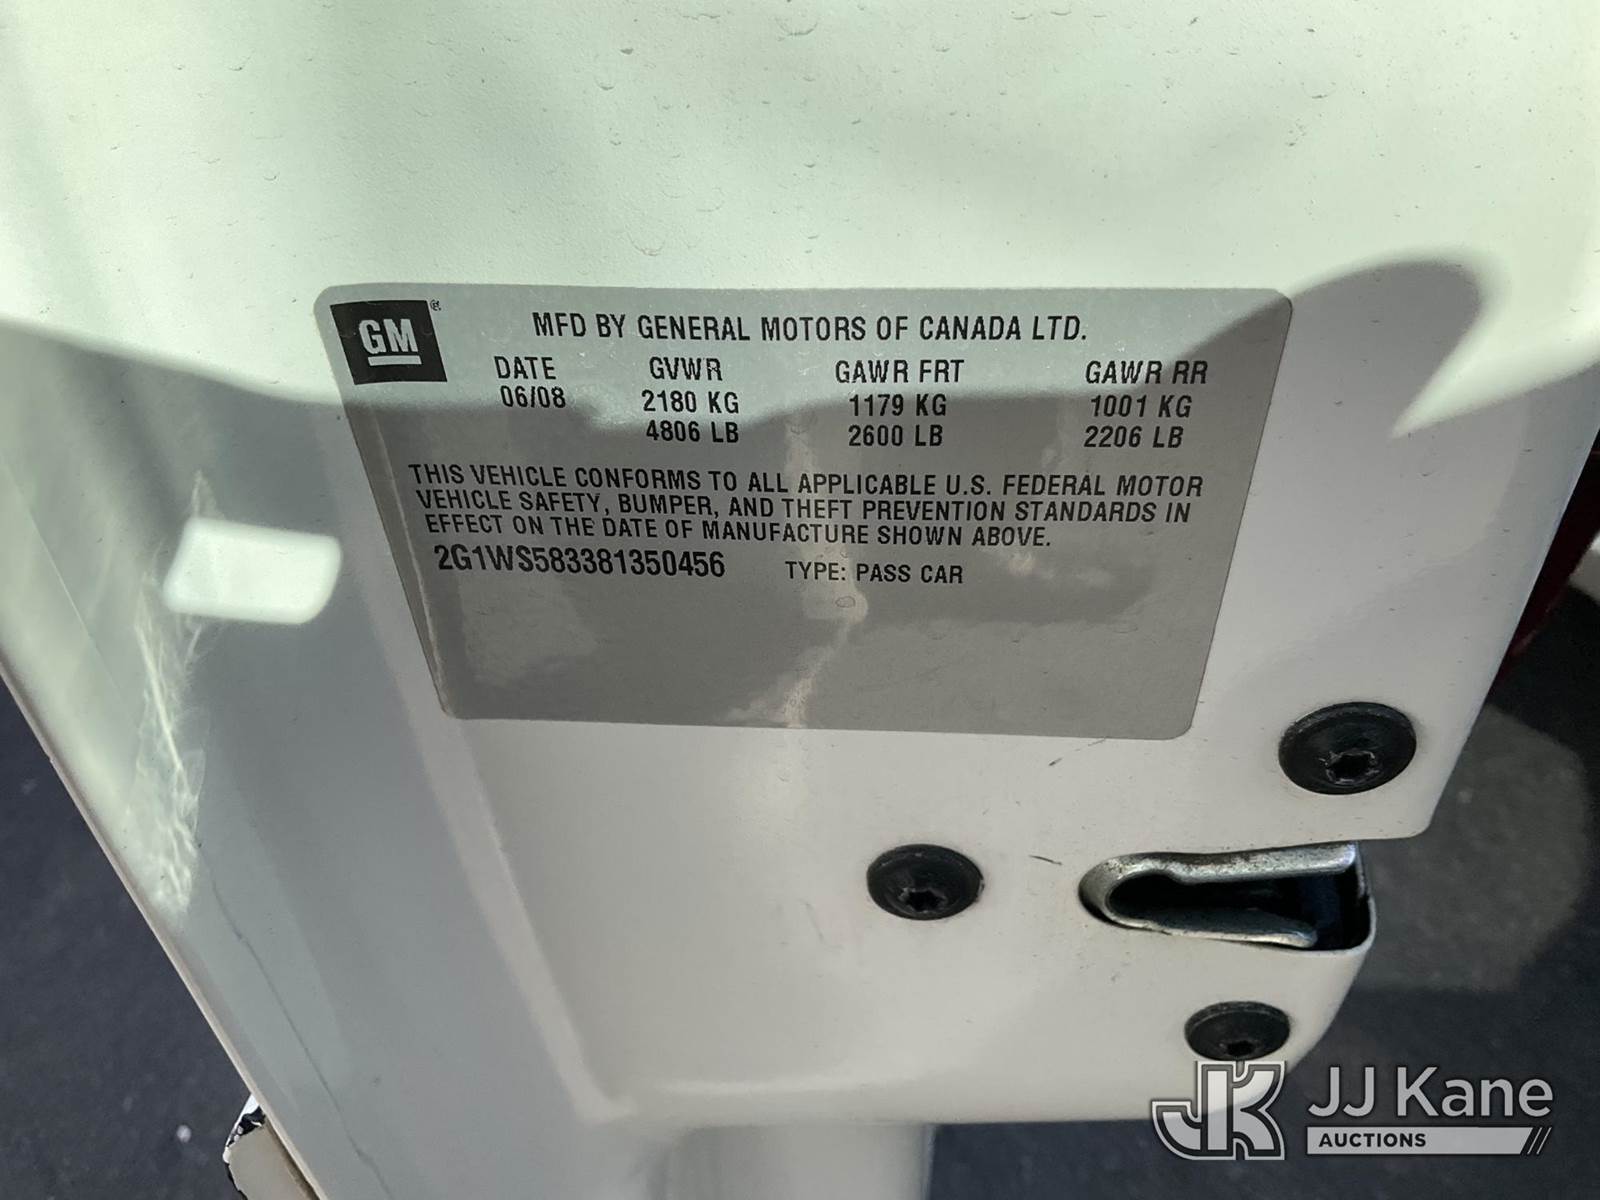 GM®
MFD BY GENERAL MOTORS OF CANADA LTD.
DATE GVWR GAWR FRT GAWR RR
06/08 2180 KG 1179 KG 1001 KG
4806 LB 2600 LB 2206 LB
THIS VEHICLE CONFORMS TO ALL APPLICABLE U.S. FEDERAL MOTOR
VEHICLE SAFETY, BUMPER, AND THEFT PREVENTION STANDARDS IN
EFFECT ON THE DATE OF MANUFACTURE SHOWN ABOVE.
2G1WS583381350456 TYPE: PASS CAR
JK JJ Kane
AUCTIONS